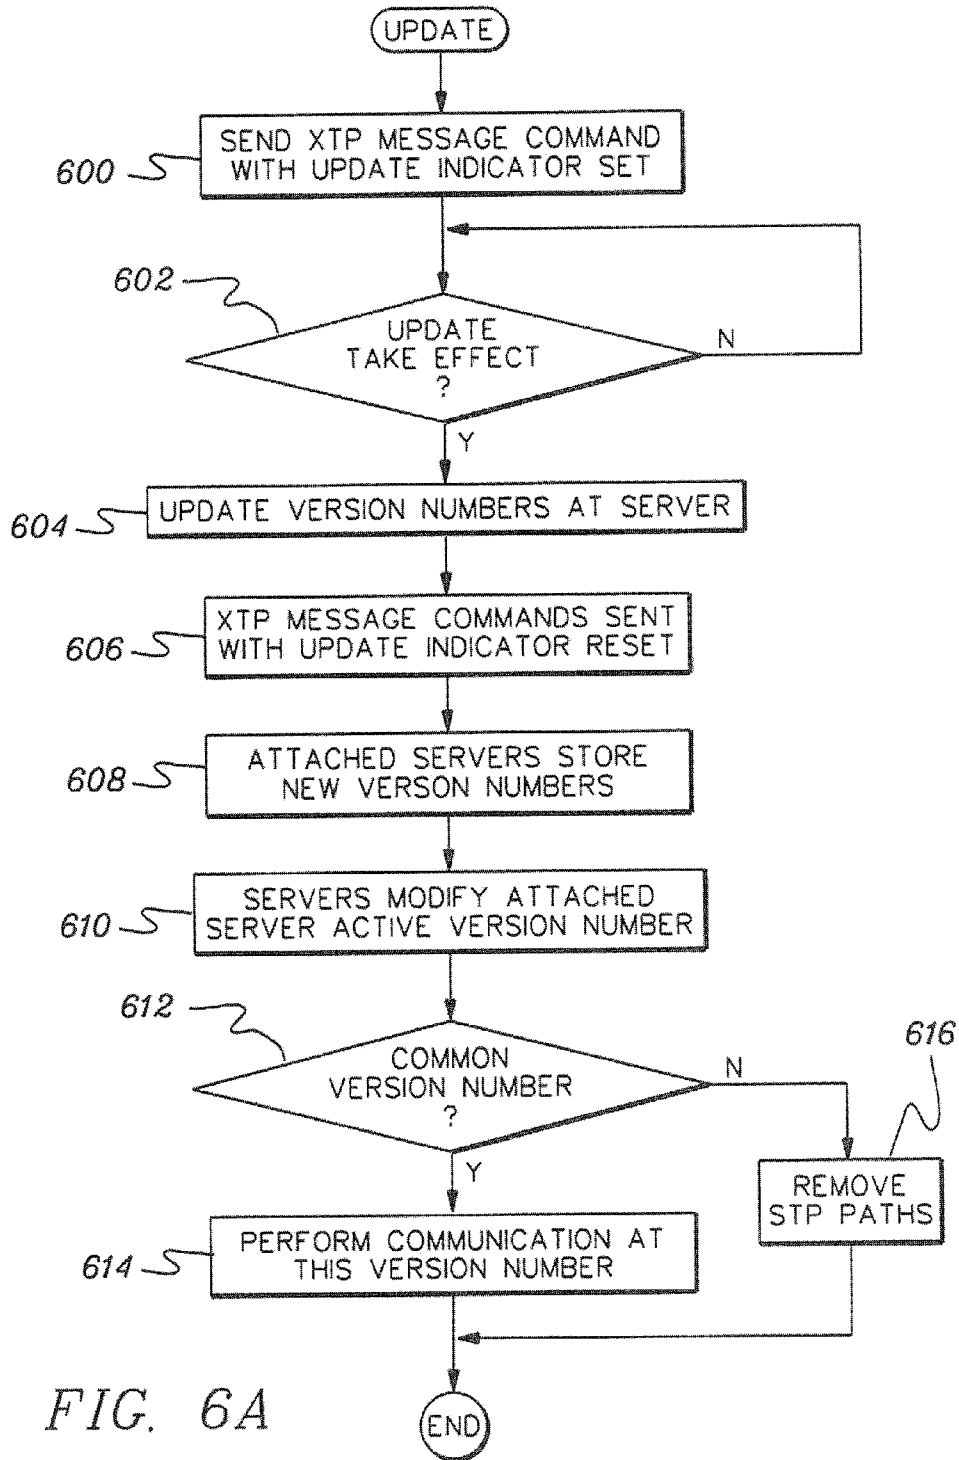 UPDATE
SEND XTP MESSAGE COMMAND
WITH UPDATE INDICATOR SET
600
602
UPDATE
TAKE EFFECT
?
N
Y
UPDATE VERSION NUMBERS AT SERVER
604
XTP MESSAGE COMMANDS SENT
WITH UPDATE INDICATOR RESET
606
ATTACHED SERVERS STORE
NEW VERSON NUMBERS
608
SERVERS MODIFY ATTACHED
SERVER ACTIVE VERSION NUMBER
610
612
COMMON
VERSION NUMBER
?
N
616
Y
REMOVE
STP PATHS
PERFORM COMMUNICATION AT
THIS VERSION NUMBER
614
FIG. 6A
END